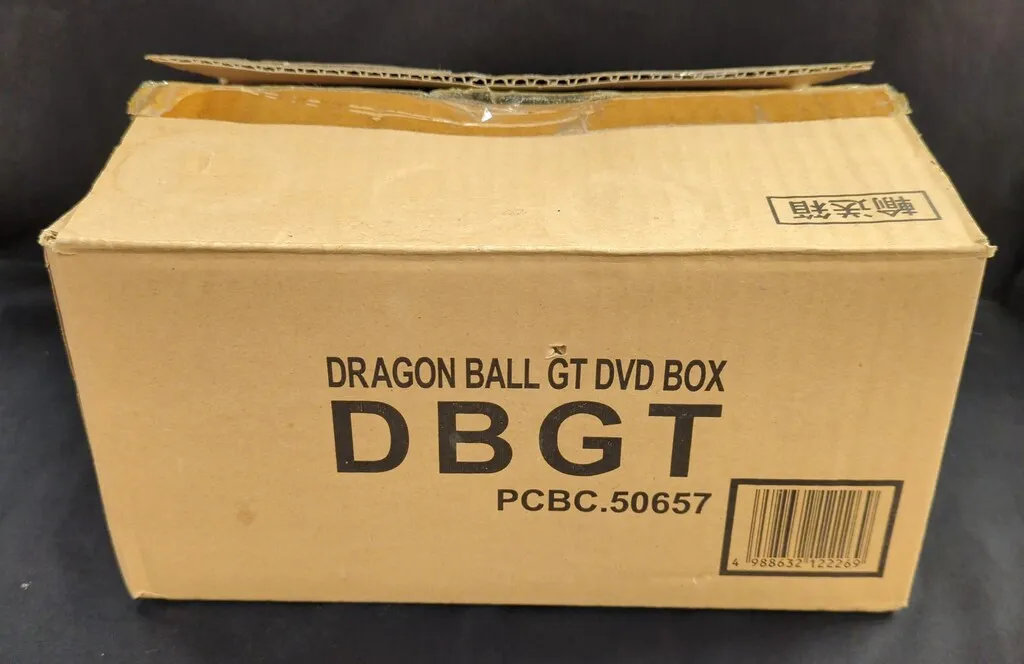 輸送箱
DRAGON BALL GT DVD BOX
DBGT
PCBC.50657
4 988632 122269